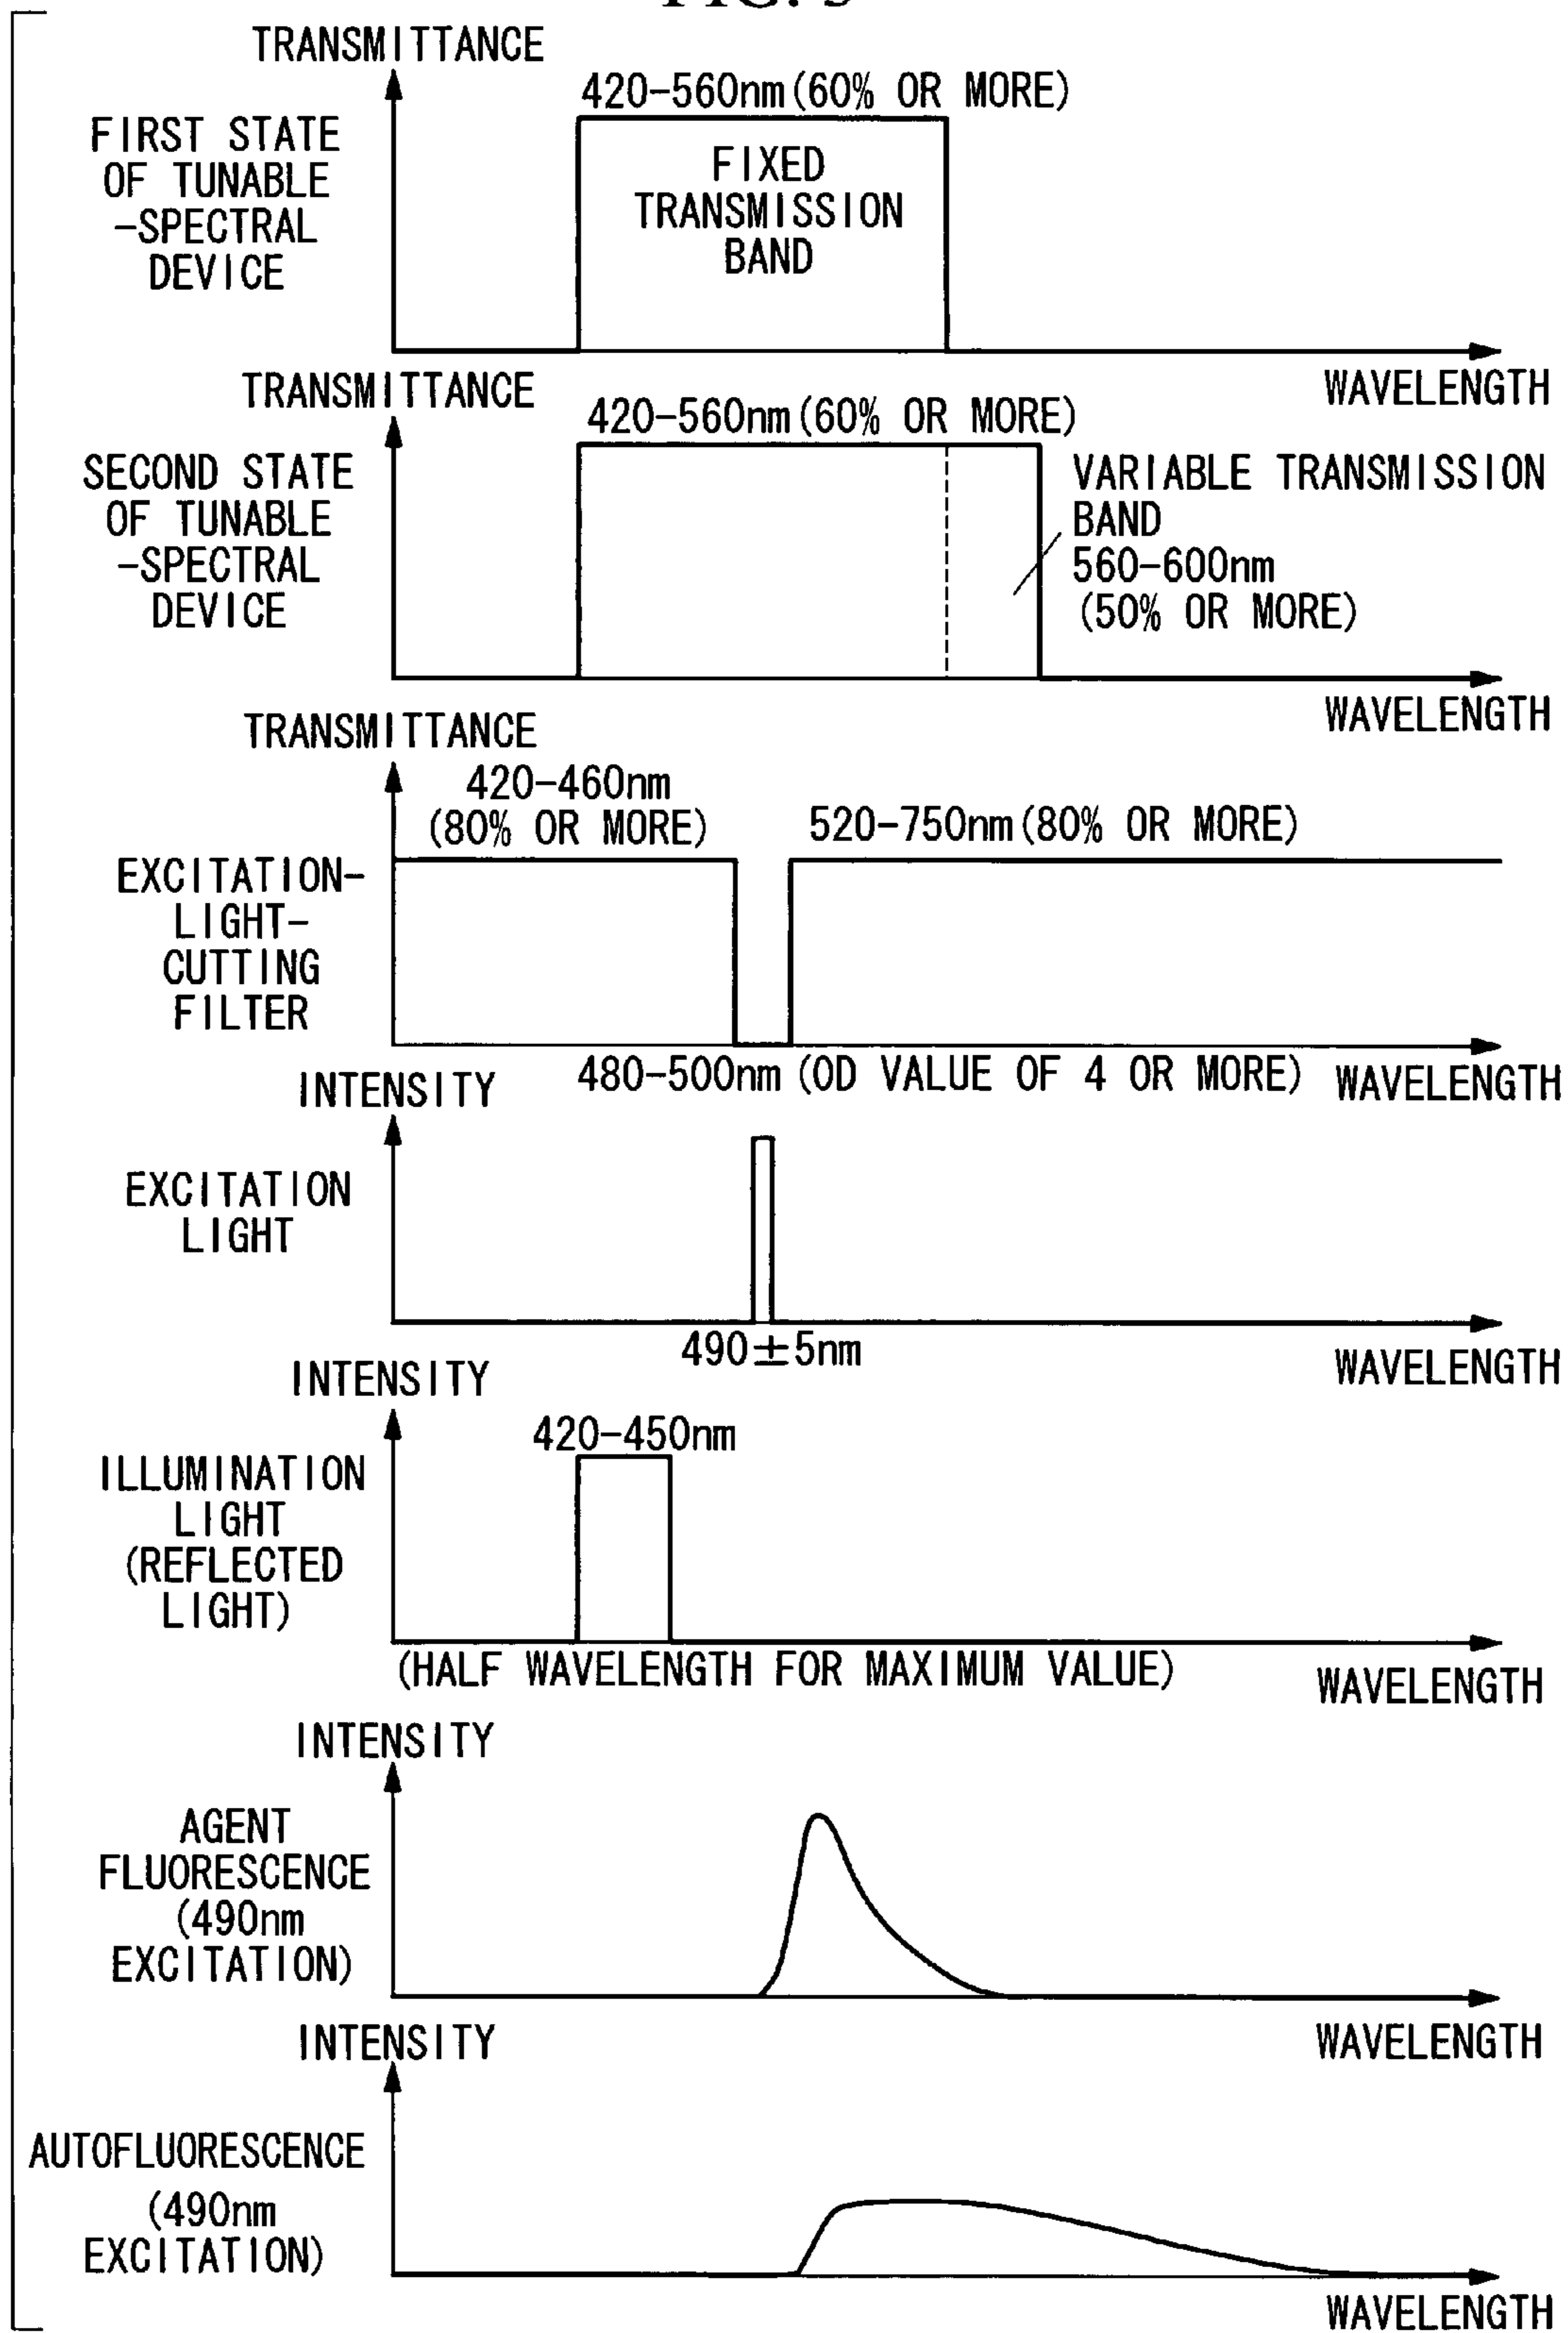 TRANSMITTANCE
420-560nm(60% OR MORE)
FIRST STATE
OF TUNABLE
-SPECTRAL
DEVICE
FIXED
TRANSMISSION
BAND
WAVELENGTH
TRANSMITTANCE
420-560nm(60% OR MORE)
SECOND STATE
OF TUNABLE
-SPECTRAL
DEVICE
VARIABLE TRANSMISSION
BAND
560-600nm
(50% OR MORE)
WAVELENGTH
TRANSMITTANCE
420-460nm
(80% OR MORE)
520-750nm(80% OR MORE)
EXCITATION-
LIGHT-
CUTTING
FILTER
480-500nm (OD VALUE OF 4 OR MORE)
WAVELENGTH
INTENSITY
EXCITATION
LIGHT
490±5nm
WAVELENGTH
INTENSITY
420-450nm
ILLUMINATION
LIGHT
(REFLECTED
LIGHT)
(HALF WAVELENGTH FOR MAXIMUM VALUE)
WAVELENGTH
INTENSITY
AGENT
FLUORESCENCE
(490nm
EXCITATION)
WAVELENGTH
INTENSITY
AUTOFLUORESCENCE
(490nm
EXCITATION)
WAVELENGTH